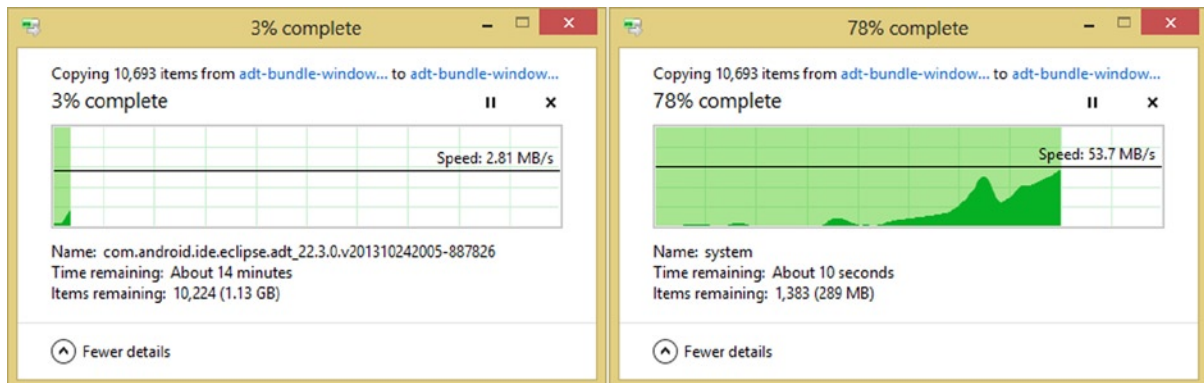 3% complete
Copying 10,693 items from adt-bundle-window... to adt-bundle-window...
3% complete
Speed: 2.81 MB/s
Name: com.android.ide.eclipse.adt_22.3.0.v201310242005-887826
Time remaining: About 14 minutes
Items remaining: 10,224 (1.13 GB)
Fewer details
78% complete
Copying 10,693 items from adt-bundle-window... to adt-bundle-window...
78% complete
Speed: 53.7 MB/s
Name: system
Time remaining: About 10 seconds
Items remaining: 1,383 (289 MB)
Fewer details